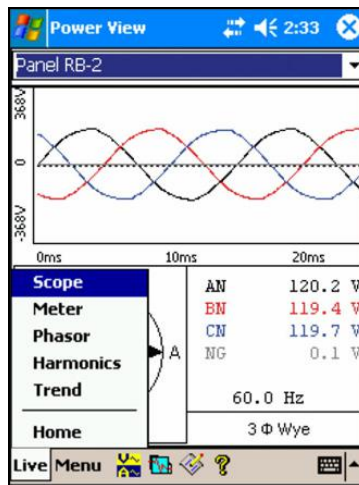 Power View 2:33
Panel RB-2
368V
0
-368V
0ms 10ms 20ms
Scope
Meter
Phasor
Harmonics
Trend
Home
A
AN 120.2 V
BN 119.4 V
CN 119.7 V
NG 0.1 V
60.0 Hz
3 Φ Wye
Live Menu